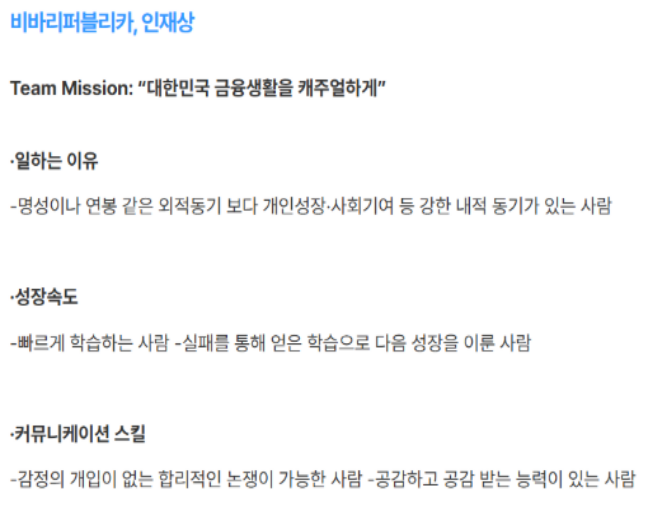 비바리퍼블리카, 인재상
Team Mission: “대한민국 금융생활을 캐주얼하게”
·일하는 이유
-명성이나 연봉 같은 외적동기 보다 개인성장·사회기여 등 강한 내적 동기가 있는 사람
·성장속도
-빠르게 학습하는 사람 -실패를 통해 얻은 학습으로 다음 성장을 이룬 사람
·커뮤니케이션 스킬
-감정의 개입이 없는 합리적인 논쟁이 가능한 사람 -공감하고 공감 받는 능력이 있는 사람